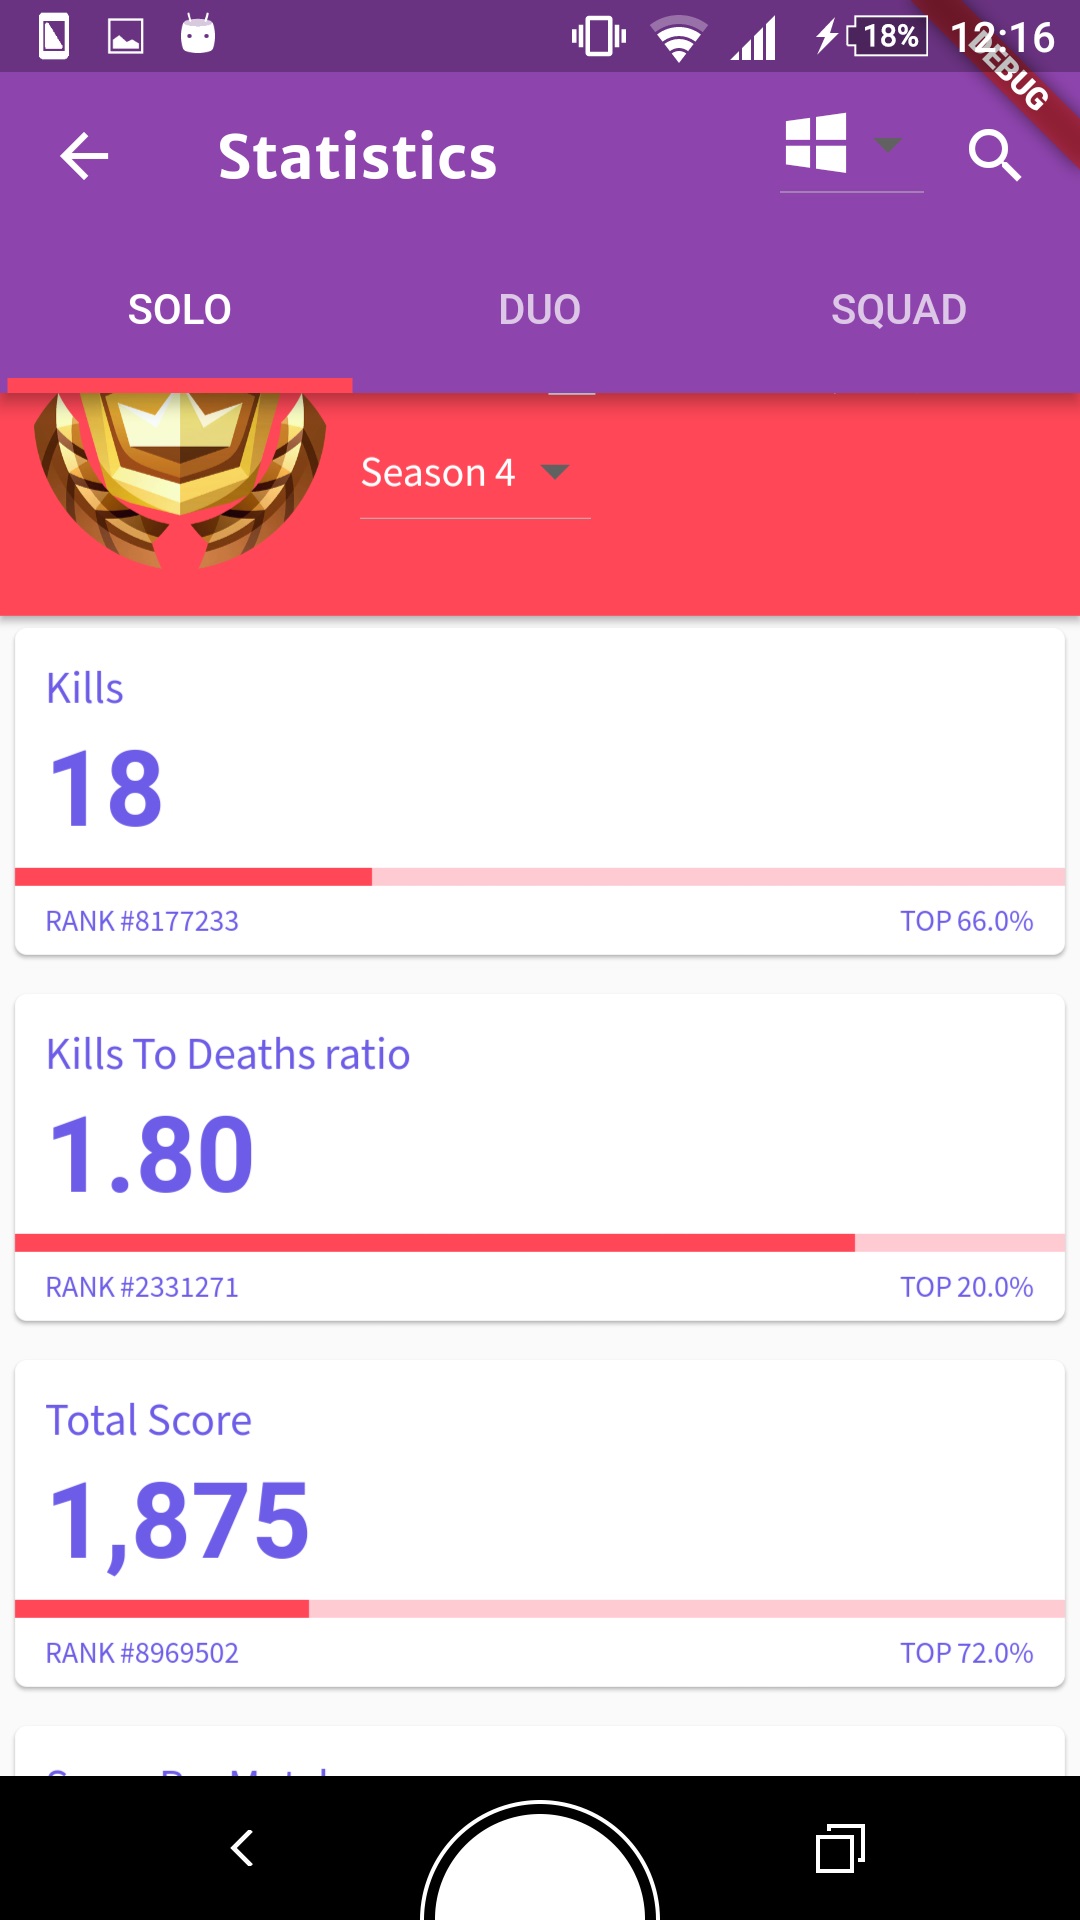 18%
12:16
DEBUG
Statistics
SOLO
DUO
SQUAD
Season 4
Kills
18
RANK #8177233
TOP 66.0%
Kills To Deaths ratio
1.80
RANK #2331271
TOP 20.0%
Total Score
1,875
RANK #8969502
TOP 72.0%